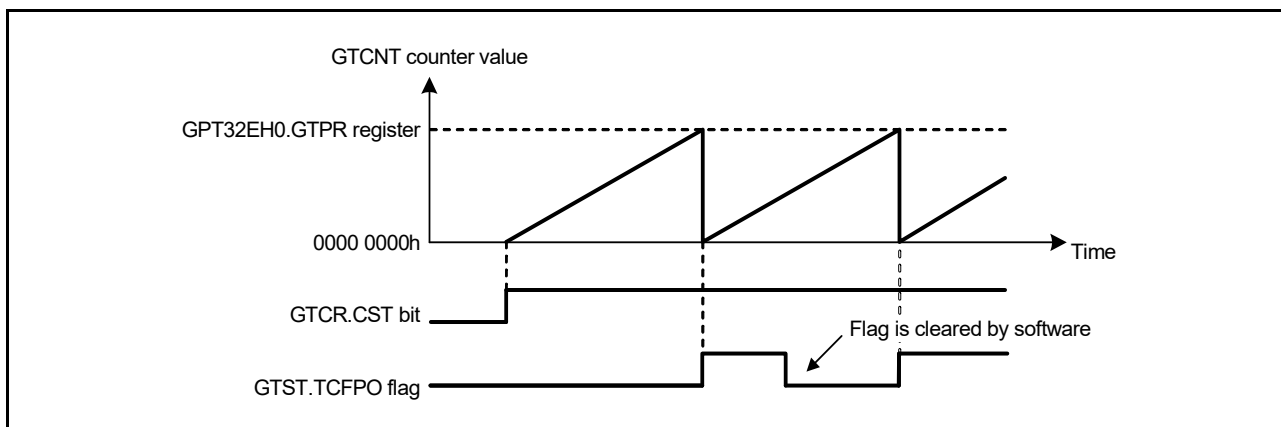 GTCNT counter value
GPT32EH0.GTPR register
0000 0000h
Time
GTCR.CST bit
Flag is cleared by software
GTST.TCFPO flag